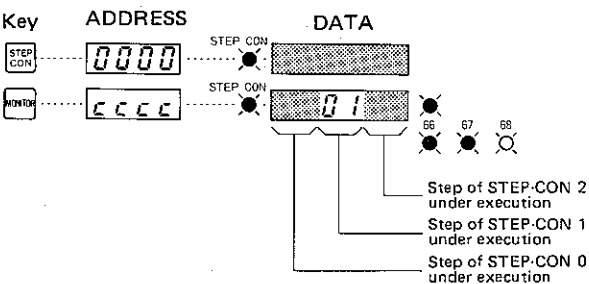 Key ADDRESS DATA
STEP CON
STEP
CON
0000
STEP CON
MONITOR
cccc
01
66 67 68
Step of STEP·CON 2
under execution
Step of STEP·CON 1
under execution
Step of STEP·CON 0
under execution